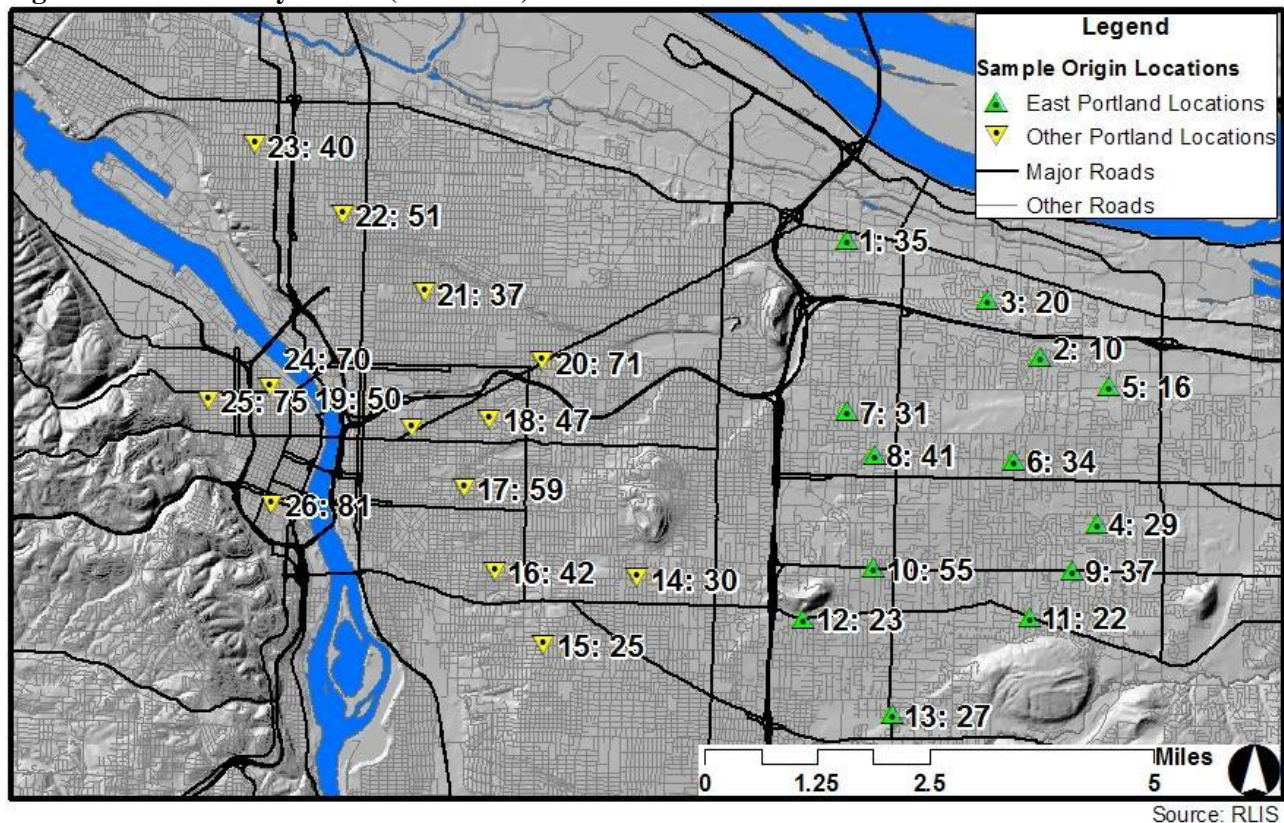 Legend
Sample Origin Locations
East Portland Locations
Other Portland Locations
Major Roads
Other Roads
23: 40
22: 51
1: 35
21: 37
3: 20
24: 70
20: 71
2: 10
25: 75
19: 50
5: 16
18: 47
7: 31
8: 41
6: 34
17: 59
26: 81
4: 29
16: 42
14: 30
10: 55
9: 37
12: 23
11: 22
15: 25
13: 27
Miles
0 1.25 2.5 5
Source: RLIS